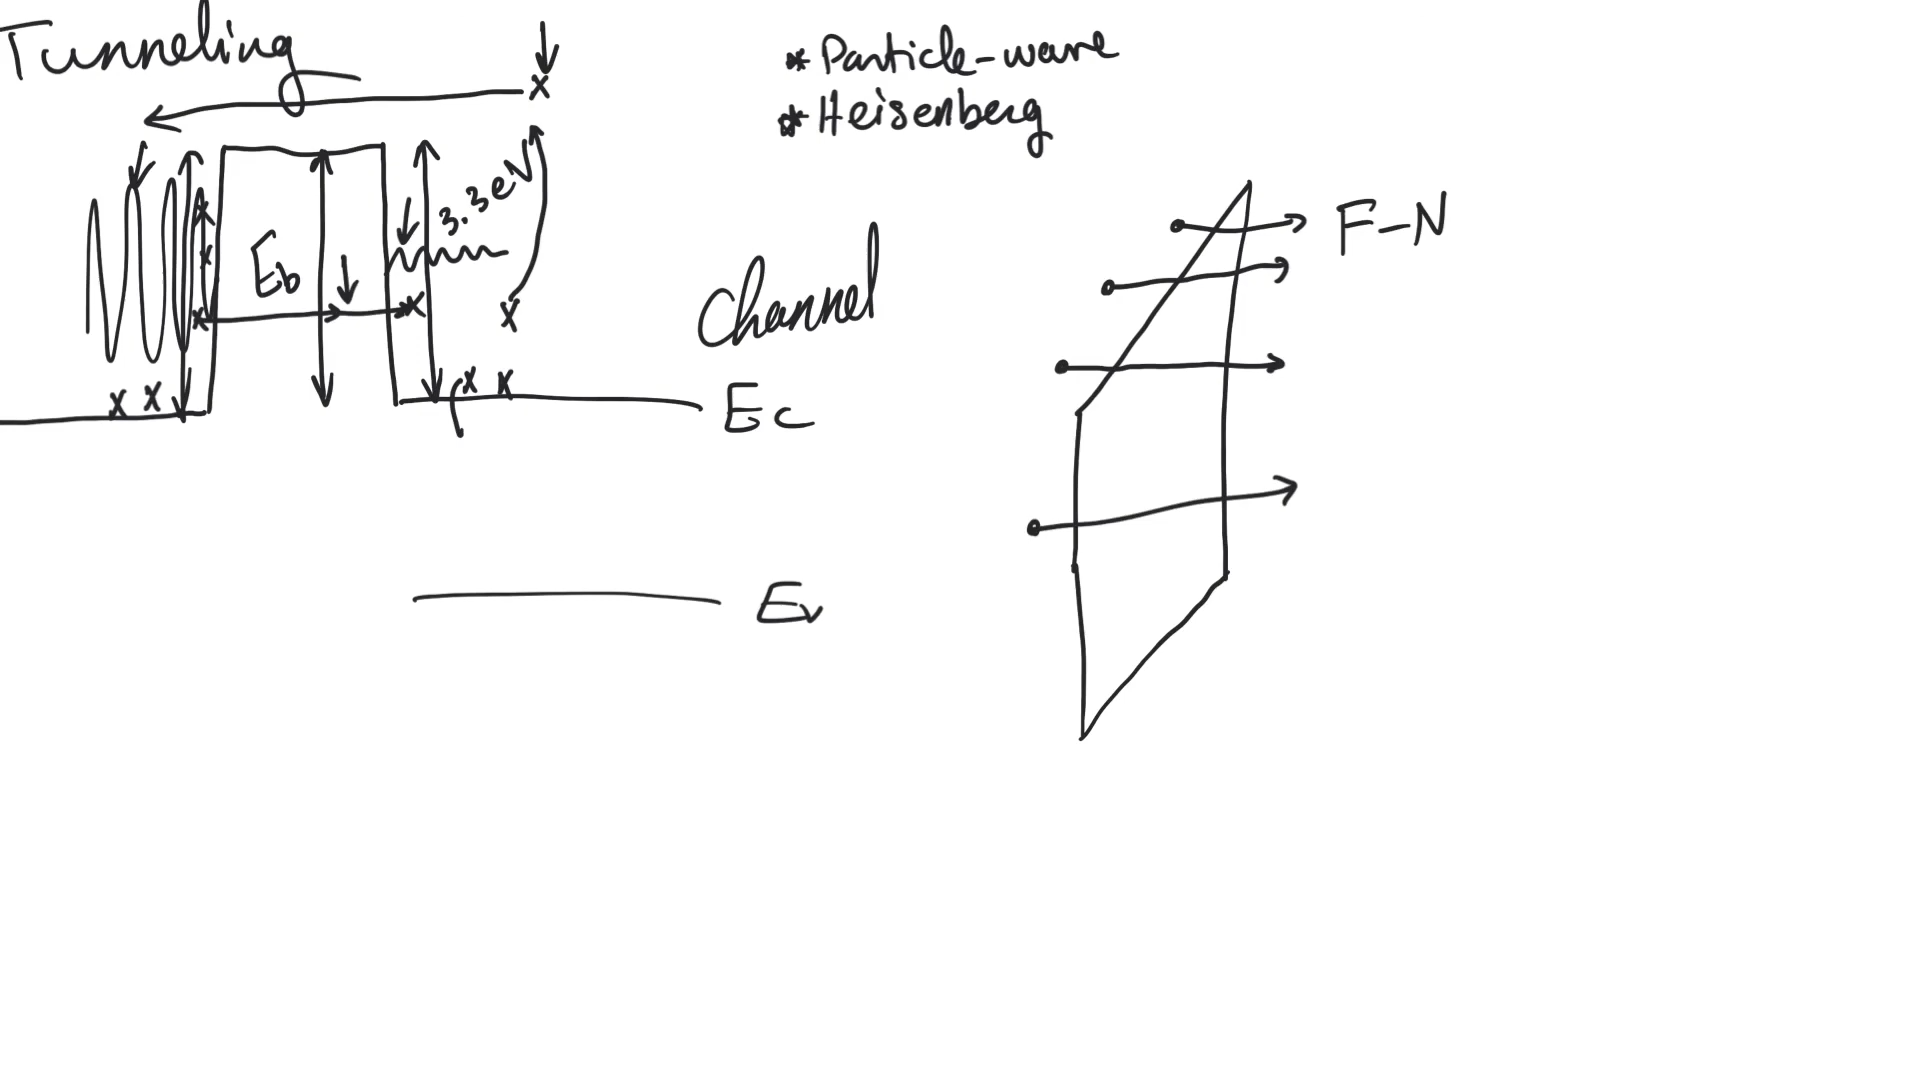 Tunneling
* Particle-wave
* Heisenberg
3.3eV
F-N
Eb
Channel
Ec
Ev